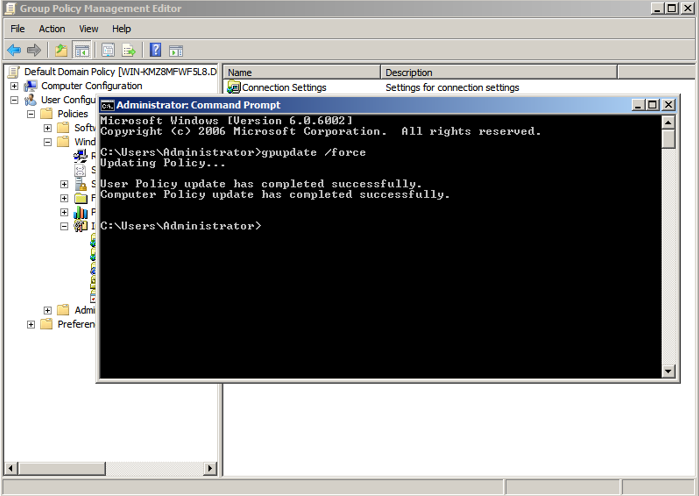 Group Policy Management Editor
File Action View Help
Default Domain Policy [WIN-KMZ8MFWF5L8.D
Computer Configuration
User Configu
Policies
Softw
Wind
Admi
Preferen
Name Description
Connection Settings Settings for connection settings
Administrator: Command Prompt
Microsoft Windows [Version 6.0.6002]
Copyright (c) 2006 Microsoft Corporation.  All rights reserved.
C:\Users\Administrator>gpupdate /force
Updating Policy...
User Policy update has completed successfully.
Computer Policy update has completed successfully.
C:\Users\Administrator>